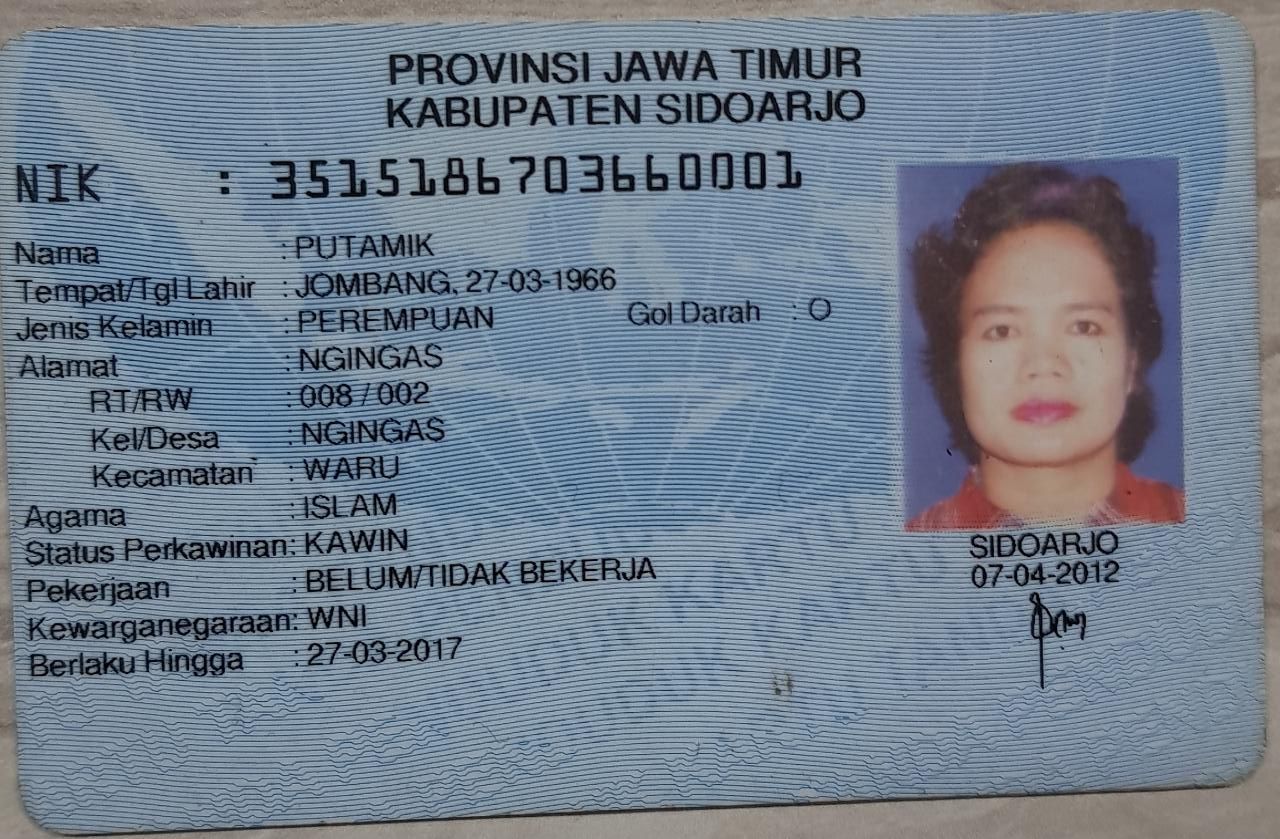 PROVINSI JAWA TIMUR
KABUPATEN SIDOARJO
NIK : 3515186703660001
Nama : PUTAMIK
Tempat/Tgl Lahir : JOMBANG, 27-03-1966
Jenis Kelamin : PEREMPUAN Gol Darah : O
Alamat : NGINGAS
RT/RW : 008 / 002
Kel/Desa : NGINGAS
Kecamatan : WARU
Agama : ISLAM
Status Perkawinan: KAWIN
Pekerjaan : BELUM/TIDAK BEKERJA
Kewarganegaraan: WNI
Berlaku Hingga : 27-03-2017
SIDOARJO
07-04-2012